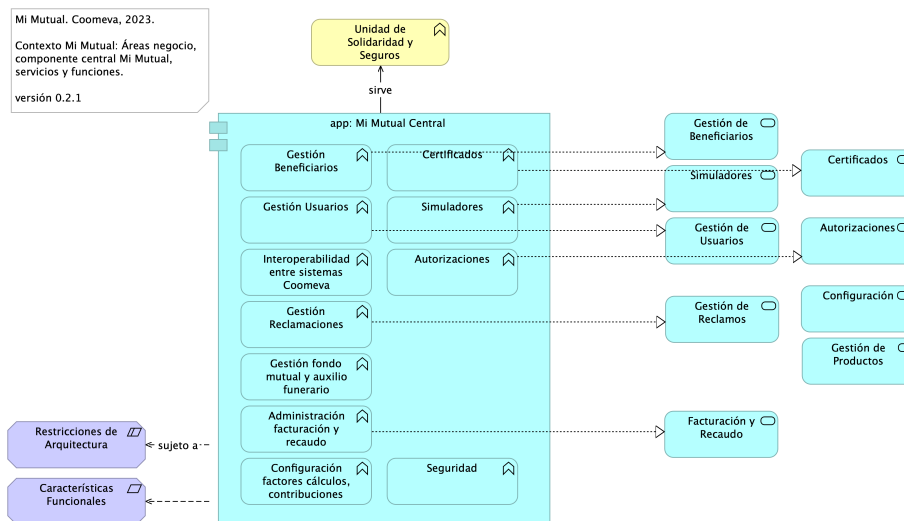 Mi Mutual. Coomeva, 2023.
Contexto Mi Mutual: Áreas negocio,
componente central Mi Mutual,
servicios y funciones.
versión 0.2.1
Unidad de
Solidaridad y
Seguros
sirve
app: Mi Mutual Central
Gestión
Beneficiarios
Certificados
Gestión Usuarios
Simuladores
Interoperabilidad
entre sistemas
Coomeva
Autorizaciones
Gestión
Reclamaciones
Gestión fondo
mutual y auxilio
funerario
Administración
facturación y
recaudo
Configuración
factores cálculos,
contribuciones
Seguridad
Gestión de
Beneficiarios
Simuladores
Gestión de
Usuarios
Gestión de
Reclamos
Facturación y
Recaudo
Certificados
Autorizaciones
Configuración
Gestión de
Productos
Restricciones de
Arquitectura
sujeto a
Características
Funcionales